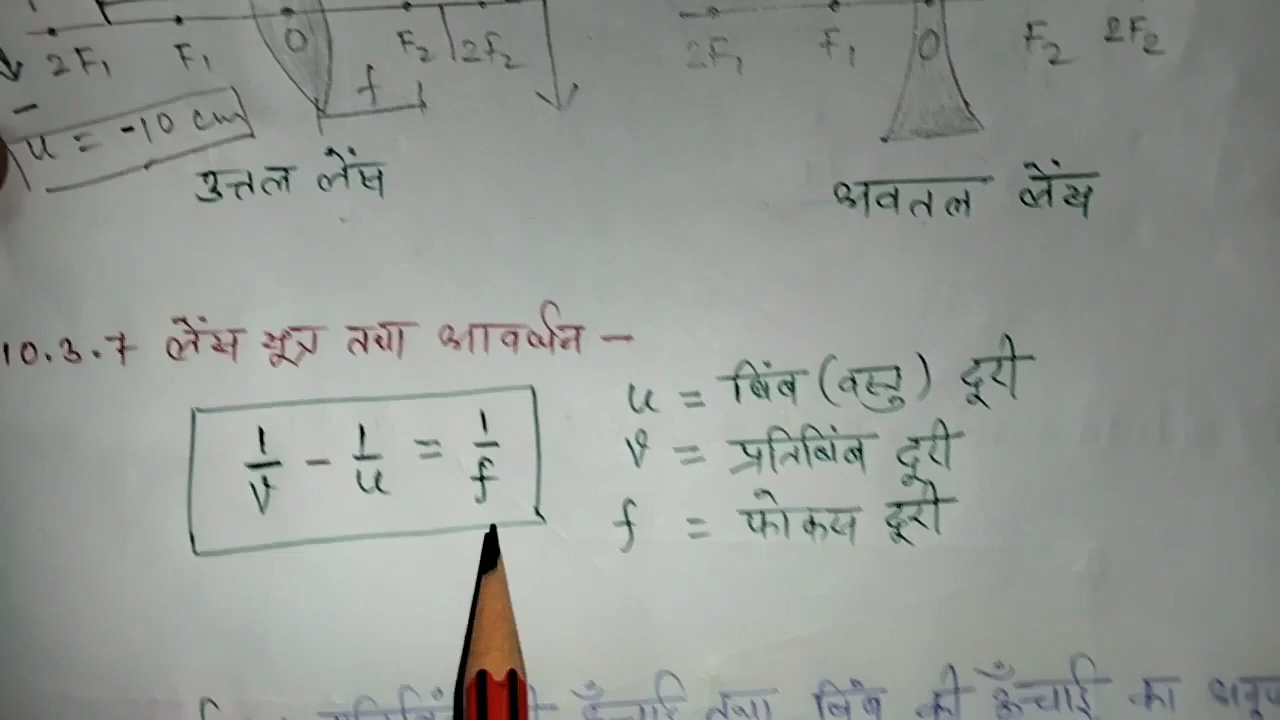 2F₁ F₁ O F₂ 2F₂
2F₁ F₁ O F₂ 2F₂
f
u = -10 cm
उत्तल लेंस
अवतल लेंस
10.3.7 लेंस सूत्र तथा आवर्धन -
1/v - 1/u = 1/f
u = बिंब (वस्तु) दूरी
v = प्रतिबिंब दूरी
f = फोकस दूरी
ऊँचाई तथा बिंब की ऊँचाई का